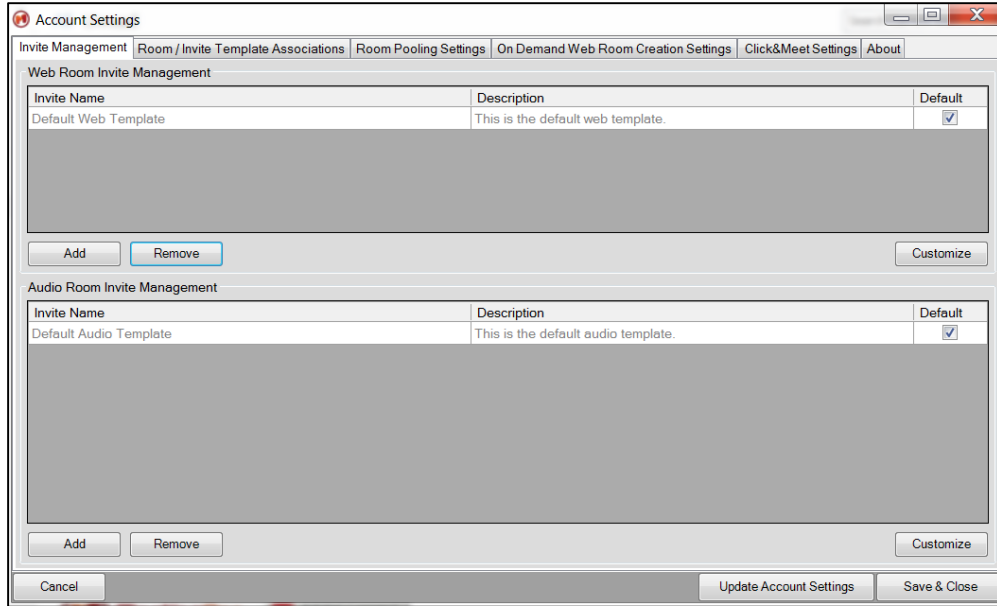 Account Settings
Invite Management Room / Invite Template Associations Room Pooling Settings On Demand Web Room Creation Settings Click&Meet Settings About
Web Room Invite Management
Invite Name Description Default
Default Web Template This is the default web template.
Add Remove Customize
Audio Room Invite Management
Invite Name Description Default
Default Audio Template This is the default audio template.
Add Remove Customize
Cancel Update Account Settings Save & Close